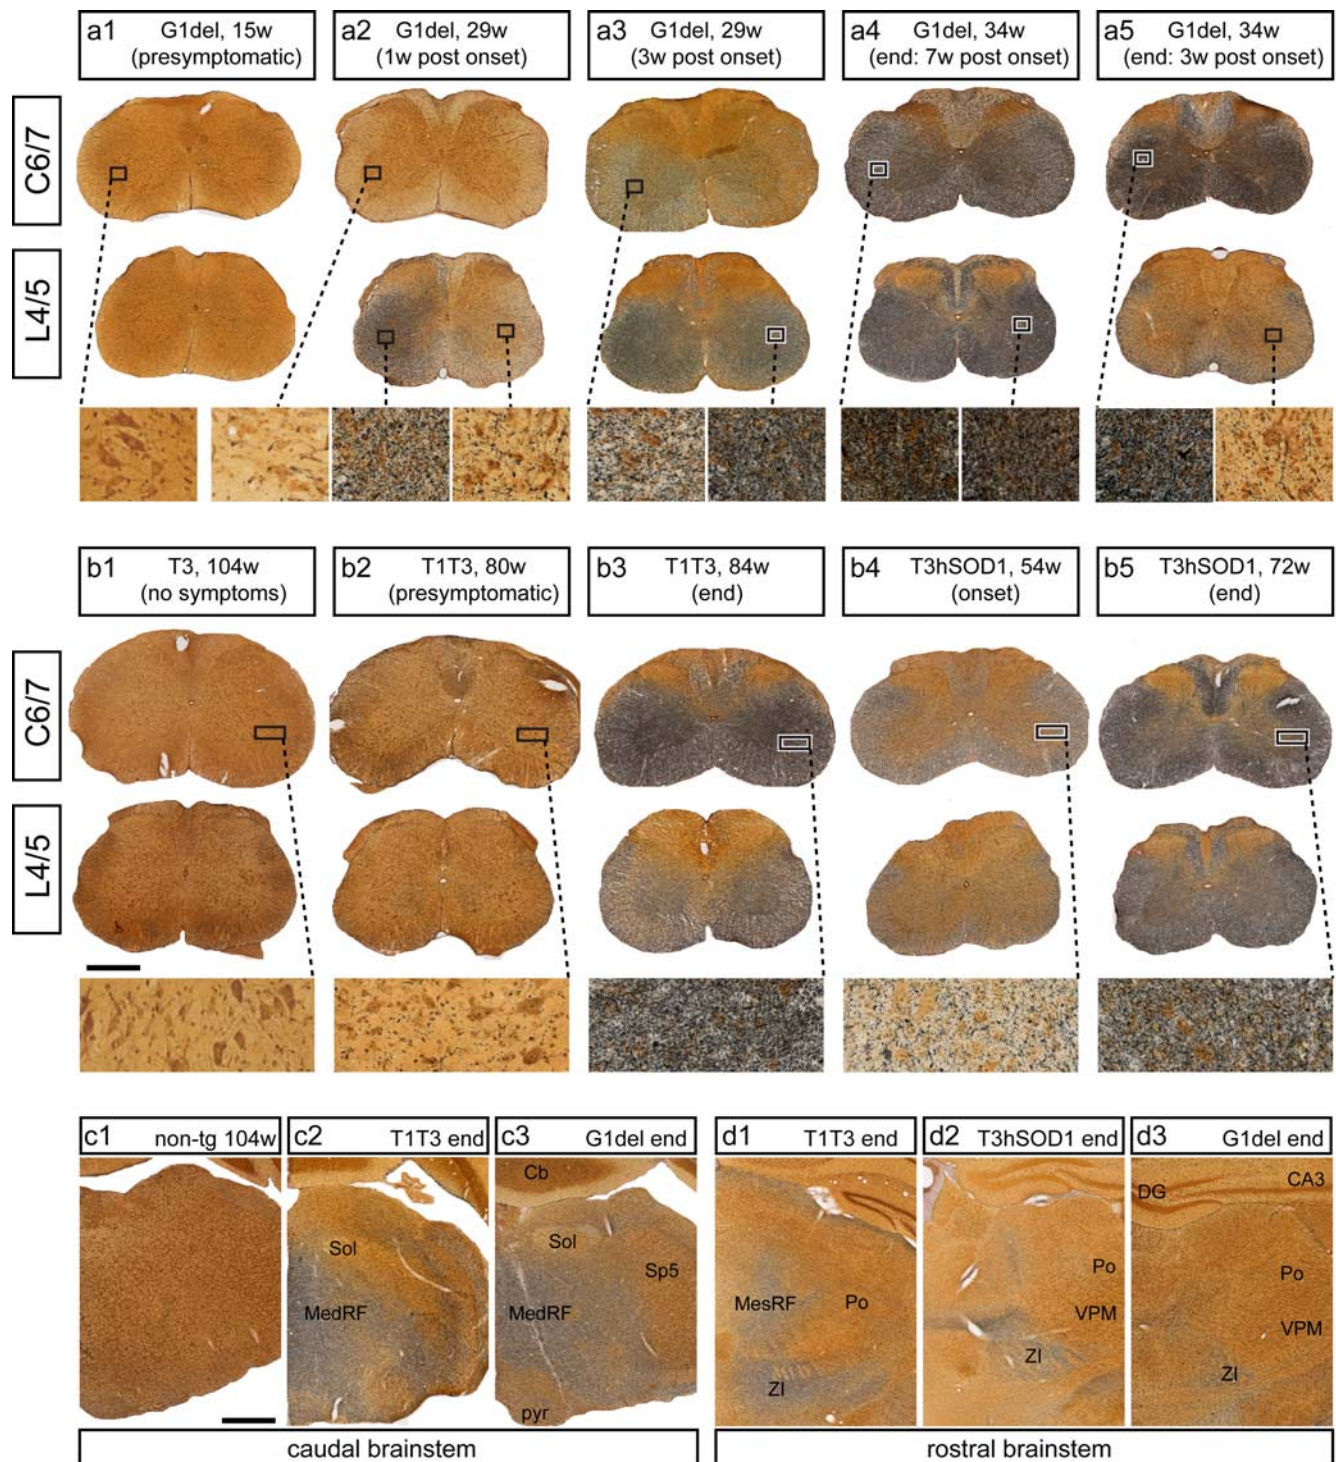 a1 G1del, 15w
(presymptomatic)
a2 G1del, 29w
(1w post onset)
a3 G1del, 29w
(3w post onset)
a4 G1del, 34w
(end: 7w post onset)
a5 G1del, 34w
(end: 3w post onset)
C6/7
L4/5
b1 T3, 104w
(no symptoms)
b2 T1T3, 80w
(presymptomatic)
b3 T1T3, 84w
(end)
b4 T3hSOD1, 54w
(onset)
b5 T3hSOD1, 72w
(end)
C6/7
L4/5
c1 non-tg 104w
c2 T1T3 end
c3 G1del end
d1 T1T3 end
d2 T3hSOD1 end
d3 G1del end
Sol
MedRF
Cb
Sol
Sp5
MedRF
pyr
MesRF
Po
ZI
Po
VPM
ZI
DG
CA3
Po
VPM
ZI
caudal brainstem
rostral brainstem